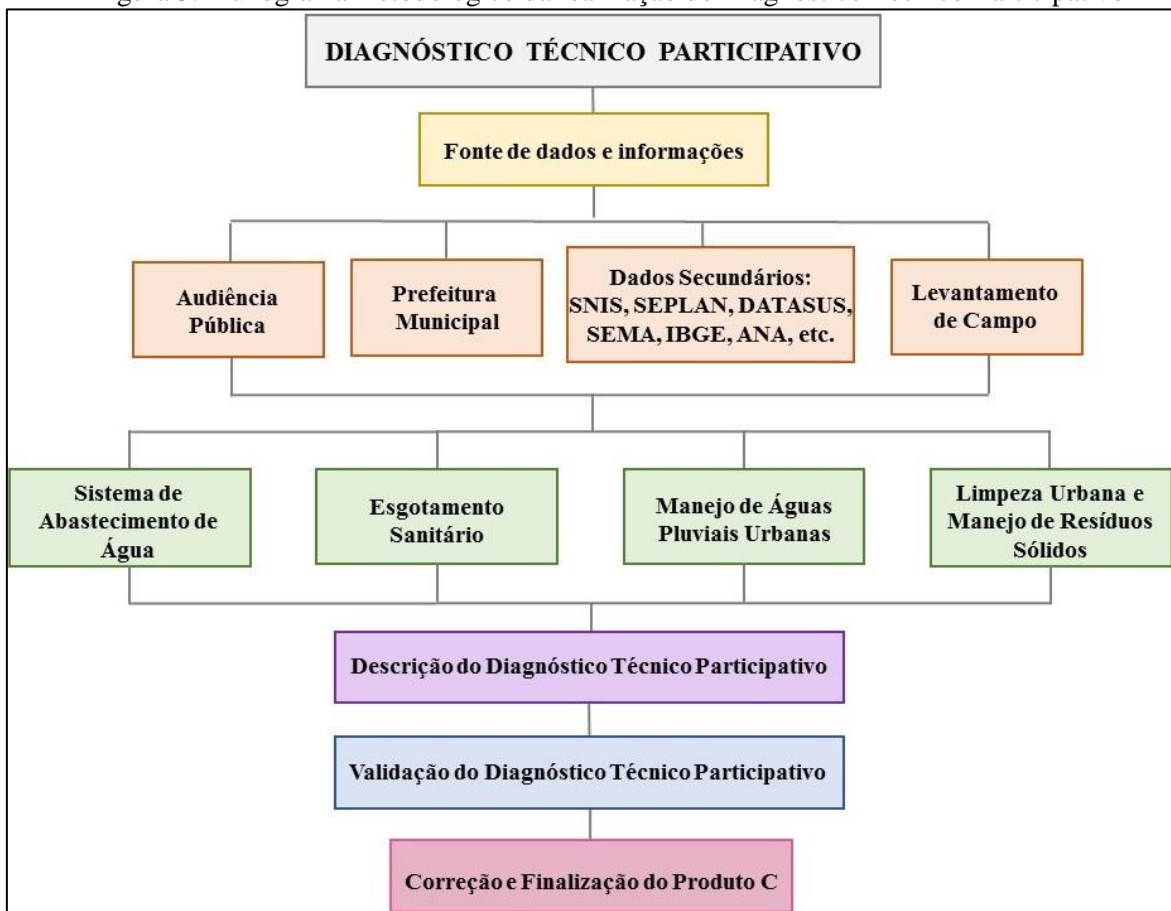 DIAGNÓSTICO TÉCNICO PARTICIPATIVO
Fonte de dados e informações
Audiência
Pública
Prefeitura
Municipal
Dados Secundários:
SNIS, SEPLAN, DATASUS,
SEMA, IBGE, ANA, etc.
Levantamento
de Campo
Sistema de
Abastecimento de
Água
Esgotamento
Sanitário
Manejo de Águas
Pluviais Urbanas
Limpeza Urbana e
Manejo de Resíduos
Sólidos
Descrição do Diagnóstico Técnico Participativo
Validação do Diagnóstico Técnico Participativo
Correção e Finalização do Produto C